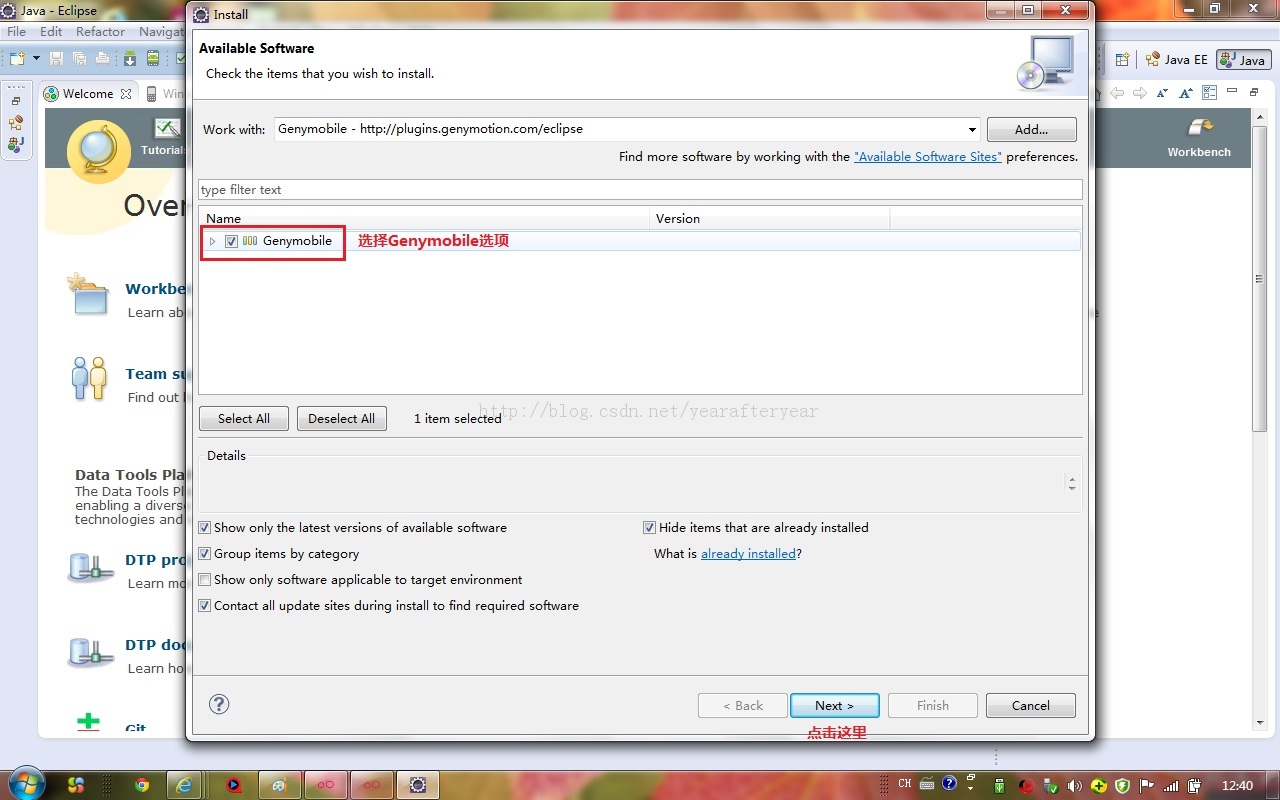 Java - Eclipse
File Edit Refactor Navigat
Java EE
Java
Welcome
Win
Tutorial
Workbench
Over
Workbe
Learn ab
Team su
Find out
Data Tools Pla
The Data Tools Pl
enabling a divers
technologies and
DTP pro
Learn mo
DTP doc
Learn ho
Git
Install
Available Software
Check the items that you wish to install.
Work with: Genymobile - http://plugins.genymotion.com/eclipse Add...
Find more software by working with the "Available Software Sites" preferences.
type filter text
Name Version
Genymobile 选择Genymobile选项
http://blog.csdn.net/yearafteryear
Select All Deselect All 1 item selected
Details
Show only the latest versions of available software Hide items that are already installed
Group items by category What is already installed?
Show only software applicable to target environment
Contact all update sites during install to find required software
< Back Next > Finish Cancel
点击这里
CH 12:40